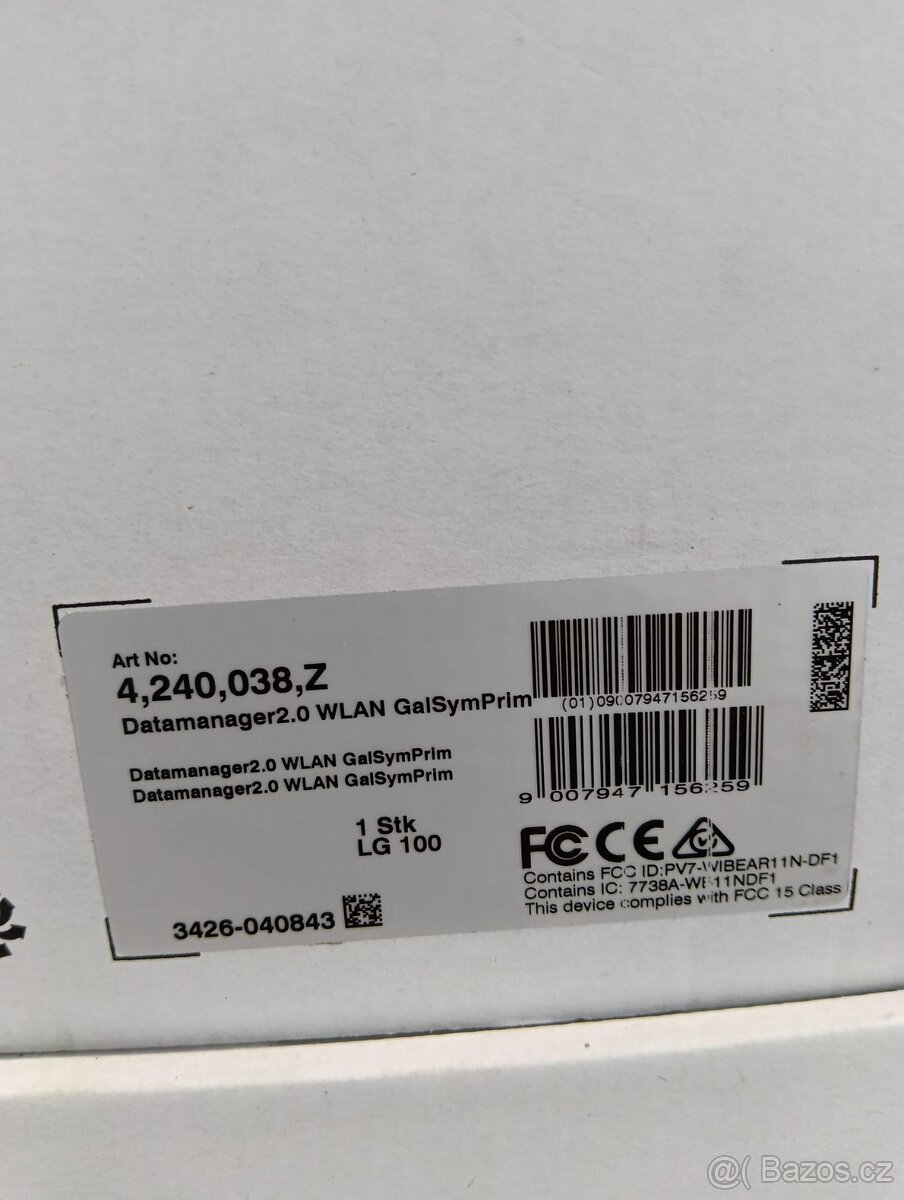 Art No:
4,240,038,Z
Datamanager2.0 WLAN GalSymPrim
Datamanager2.0 WLAN GalSymPrim
Datamanager2.0 WLAN GalSymPrim
1 Stk
LG 100
3426-040843
(01)09007947156259
9 007947 156259
FC CE
Contains FCC ID:PV7-WIBEAR11N-DF1
Contains IC: 7738A-WB11NDF1
This device complies with FCC 15 Class
@( Bazos.cz